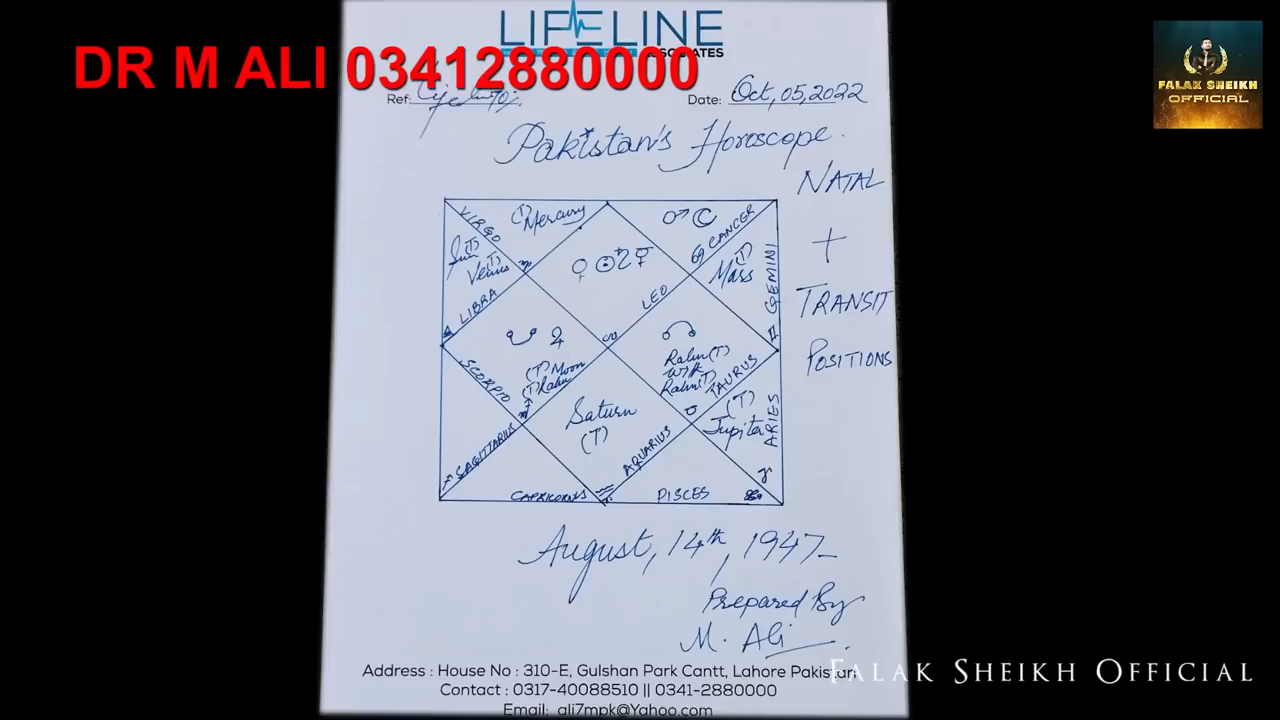 LIFELINE
ASSOCIATES
DR M ALI 03412880000
FALAK SHEIKH
OFFICIAL
Ref:
Date: Oct, 05, 2022
Pakistan's Horoscope.
NATAL
+
TRANSIT
POSITIONS
VIRGO
(T) Mercury
CANCER
(T)
Venus (T)
(T)
Mars
GEMINI
LIBRA
LEO
SCORPIO
(T) Moon
(T) Rahu
Rahu (T)
with
Rahu (T)
TAURUS
Saturn
(T)
(T)
Jupiter
ARIES
SAGITTARIUS
AQUARIUS
CAPRICORNUS
PISCES
August, 14th, 1947
Prepared By
M. Ali
Address : House No : 310-E, Gulshan Park Cantt, Lahore Pakistan
Contact : 0317-40088510 || 0341-2880000
Email: ali7mpk@Yahoo.com
FALAK SHEIKH OFFICIAL